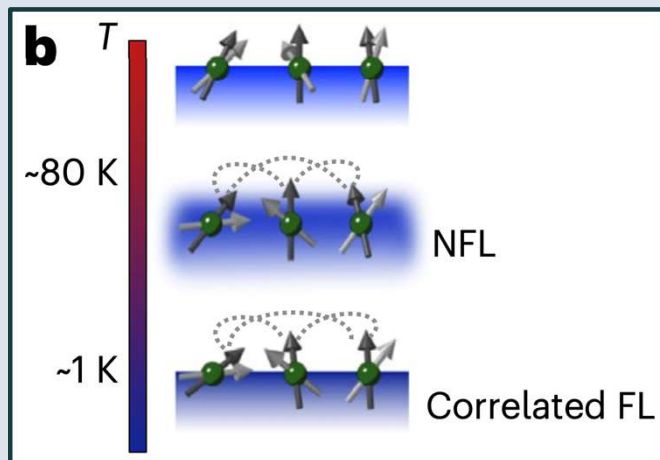 b
T
~80 K
NFL
~1 K
Correlated FL